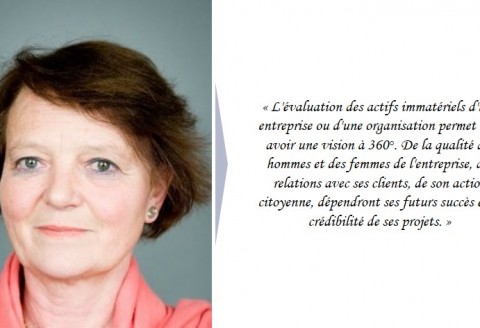 « L'évaluation des actifs immatériels d'u
entreprise ou d'une organisation permet
avoir une vision à 360°. De la qualité d
hommes et des femmes de l'entreprise, d
relations avec ses clients, de son actio
citoyenne, dépendront ses futurs succès e
crédibilité de ses projets. »